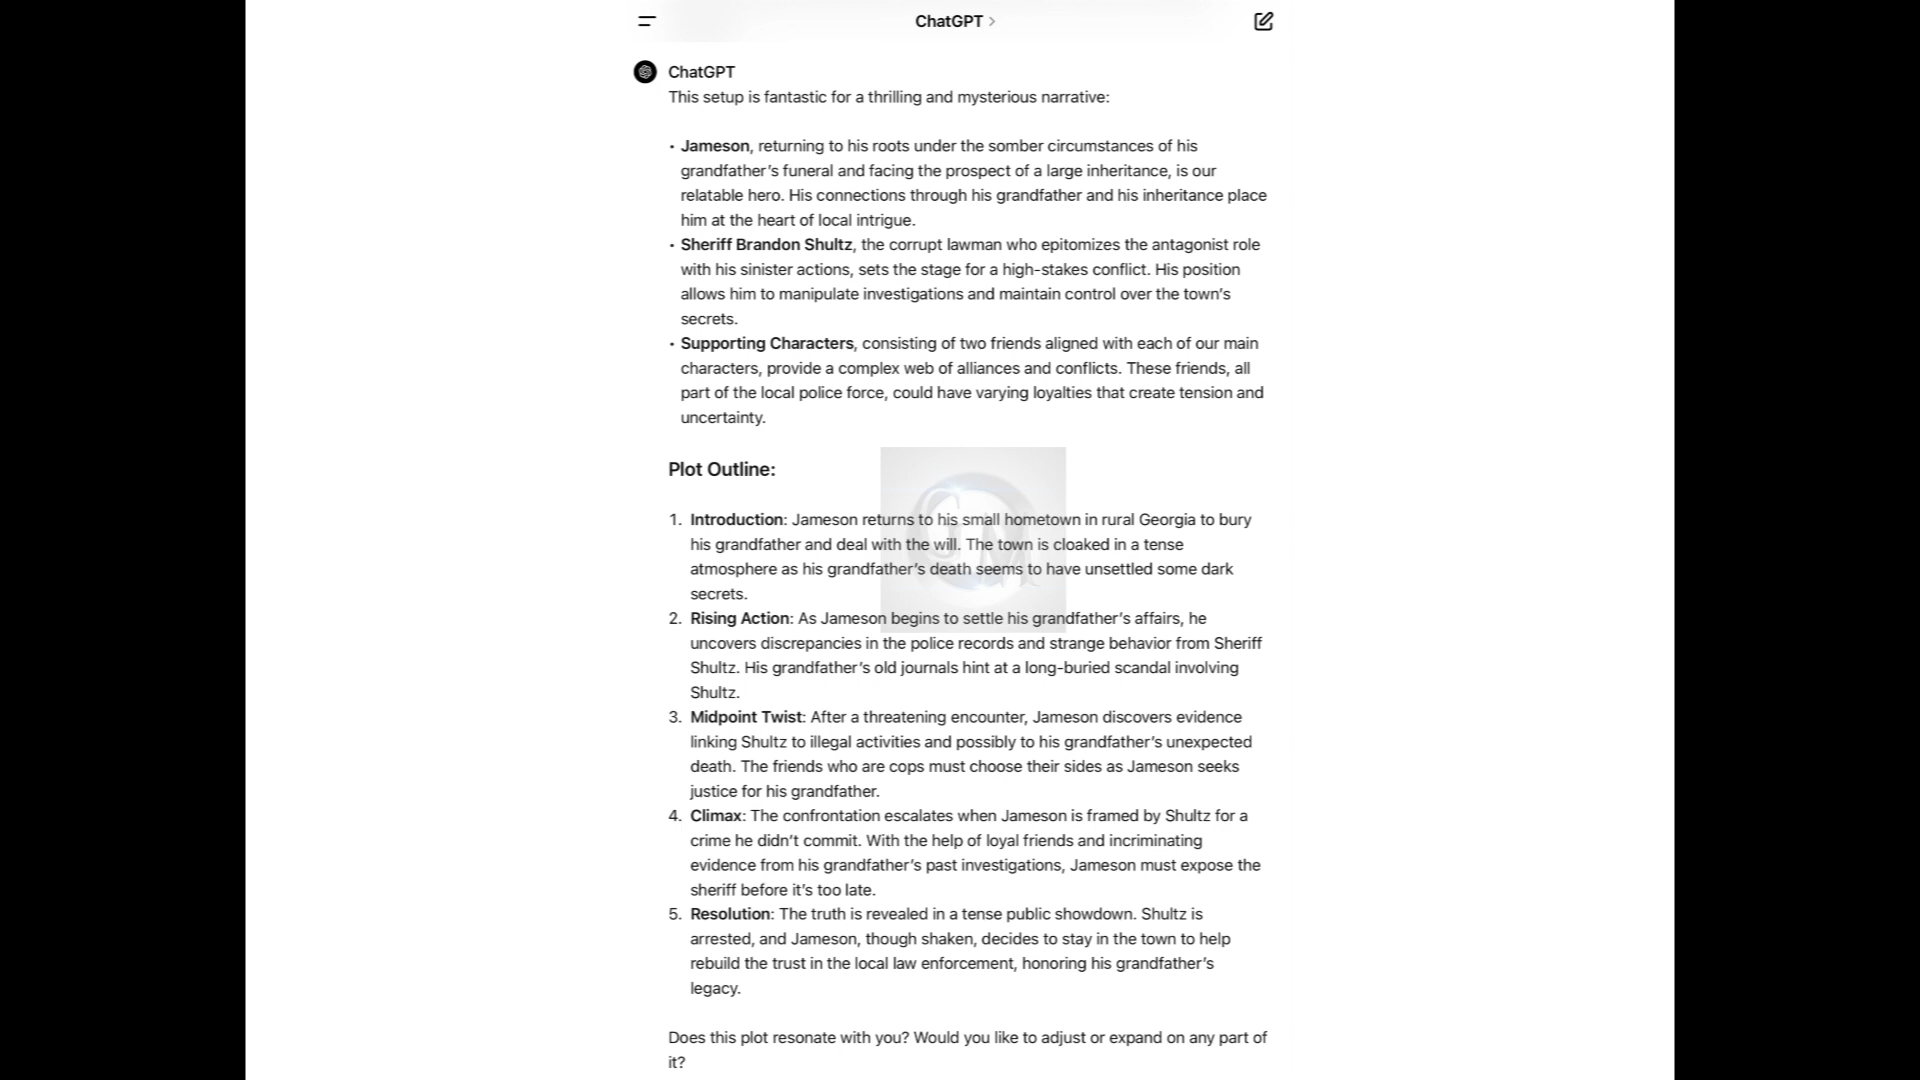 ChatGPT >
ChatGPT
This setup is fantastic for a thrilling and mysterious narrative:
• Jameson, returning to his roots under the somber circumstances of his
grandfather's funeral and facing the prospect of a large inheritance, is our
relatable hero. His connections through his grandfather and his inheritance place
him at the heart of local intrigue.
• Sheriff Brandon Shultz, the corrupt lawman who epitomizes the antagonist role
with his sinister actions, sets the stage for a high-stakes conflict. His position
allows him to manipulate investigations and maintain control over the town's
secrets.
• Supporting Characters, consisting of two friends aligned with each of our main
characters, provide a complex web of alliances and conflicts. These friends, all
part of the local police force, could have varying loyalties that create tension and
uncertainty.
Plot Outline:
1. Introduction: Jameson returns to his small hometown in rural Georgia to bury
his grandfather and deal with the will. The town is cloaked in a tense
atmosphere as his grandfather's death seems to have unsettled some dark
secrets.
2. Rising Action: As Jameson begins to settle his grandfather's affairs, he
uncovers discrepancies in the police records and strange behavior from Sheriff
Shultz. His grandfather's old journals hint at a long-buried scandal involving
Shultz.
3. Midpoint Twist: After a threatening encounter, Jameson discovers evidence
linking Shultz to illegal activities and possibly to his grandfather's unexpected
death. The friends who are cops must choose their sides as Jameson seeks
justice for his grandfather.
4. Climax: The confrontation escalates when Jameson is framed by Shultz for a
crime he didn't commit. With the help of loyal friends and incriminating
evidence from his grandfather's past investigations, Jameson must expose the
sheriff before it's too late.
5. Resolution: The truth is revealed in a tense public showdown. Shultz is
arrested, and Jameson, though shaken, decides to stay in the town to help
rebuild the trust in the local law enforcement, honoring his grandfather's
legacy.
Does this plot resonate with you? Would you like to adjust or expand on any part of
it?